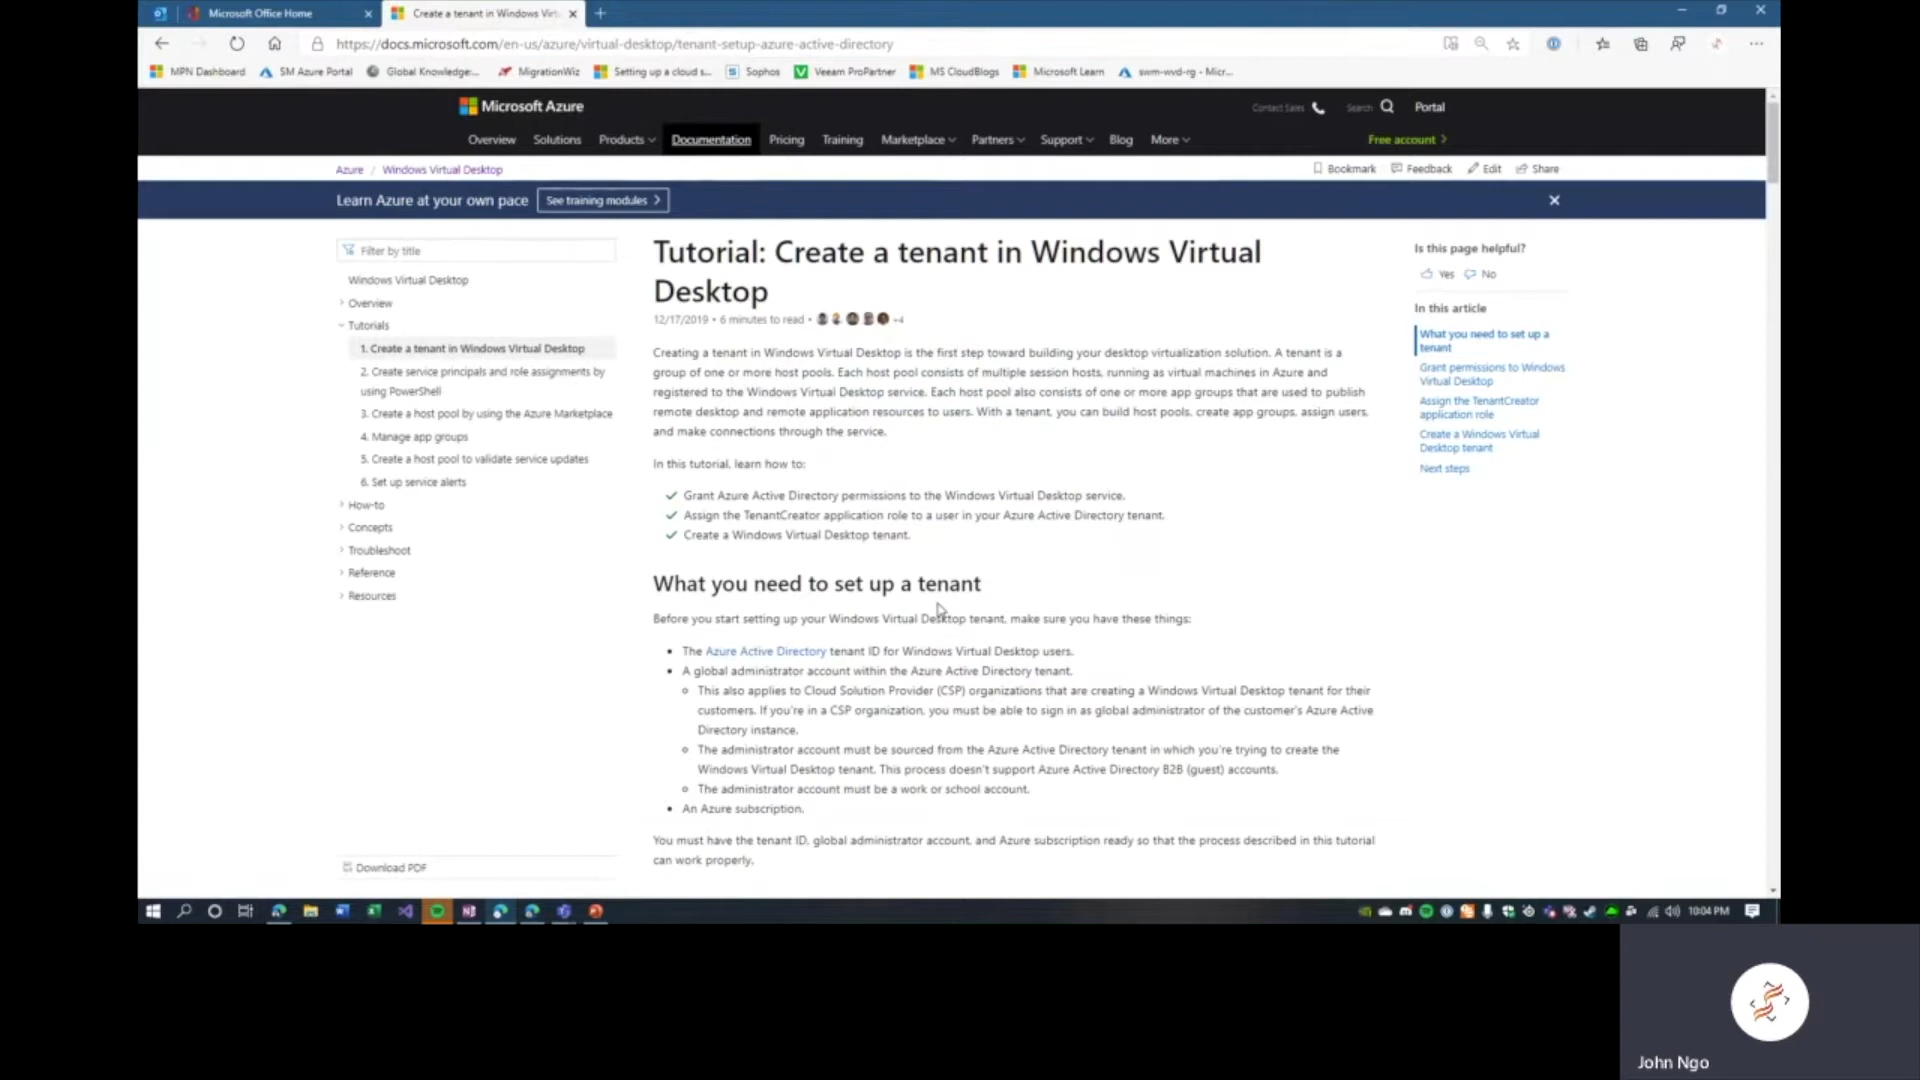 Microsoft Office Home
Create a tenant in Windows Virt
https://docs.microsoft.com/en-us/azure/virtual-desktop/tenant-setup-azure-active-directory
MPN Dashboard
SM Azure Portal
Global Knowledge:...
MigrationWiz
Setting up a cloud s...
Sophos
Veeam ProPartner
MS CloudBlogs
Microsoft Learn
swm-wvd-rg - Micr...
Microsoft Azure
Contact Sales
Search
Portal
Overview
Solutions
Products
Documentation
Pricing
Training
Marketplace
Partners
Support
Blog
More
Free account
Azure / Windows Virtual Desktop
Bookmark
Feedback
Edit
Share
Learn Azure at your own pace
See training modules
Filter by title
Windows Virtual Desktop
Overview
Tutorials
1. Create a tenant in Windows Virtual Desktop
2. Create service principals and role assignments by
using PowerShell
3. Create a host pool by using the Azure Marketplace
4. Manage app groups
5. Create a host pool to validate service updates
6. Set up service alerts
How-to
Concepts
Troubleshoot
Reference
Resources
Download PDF
Tutorial: Create a tenant in Windows Virtual
Desktop
12/17/2019 • 6 minutes to read • +4
Creating a tenant in Windows Virtual Desktop is the first step toward building your desktop virtualization solution. A tenant is a
group of one or more host pools. Each host pool consists of multiple session hosts, running as virtual machines in Azure and
registered to the Windows Virtual Desktop service. Each host pool also consists of one or more app groups that are used to publish
remote desktop and remote application resources to users. With a tenant, you can build host pools, create app groups, assign users,
and make connections through the service.
In this tutorial, learn how to:
Grant Azure Active Directory permissions to the Windows Virtual Desktop service.
Assign the TenantCreator application role to a user in your Azure Active Directory tenant.
Create a Windows Virtual Desktop tenant.
What you need to set up a tenant
Before you start setting up your Windows Virtual Desktop tenant, make sure you have these things:
• The Azure Active Directory tenant ID for Windows Virtual Desktop users.
• A global administrator account within the Azure Active Directory tenant.
This also applies to Cloud Solution Provider (CSP) organizations that are creating a Windows Virtual Desktop tenant for their
customers. If you're in a CSP organization, you must be able to sign in as global administrator of the customer's Azure Active
Directory instance.
The administrator account must be sourced from the Azure Active Directory tenant in which you're trying to create the
Windows Virtual Desktop tenant. This process doesn't support Azure Active Directory B2B (guest) accounts.
The administrator account must be a work or school account.
• An Azure subscription.
You must have the tenant ID, global administrator account, and Azure subscription ready so that the process described in this tutorial
can work properly.
Is this page helpful?
Yes
No
In this article
What you need to set up a
tenant
Grant permissions to Windows
Virtual Desktop
Assign the TenantCreator
application role
Create a Windows Virtual
Desktop tenant
Next steps
10:04 PM
John Ngo